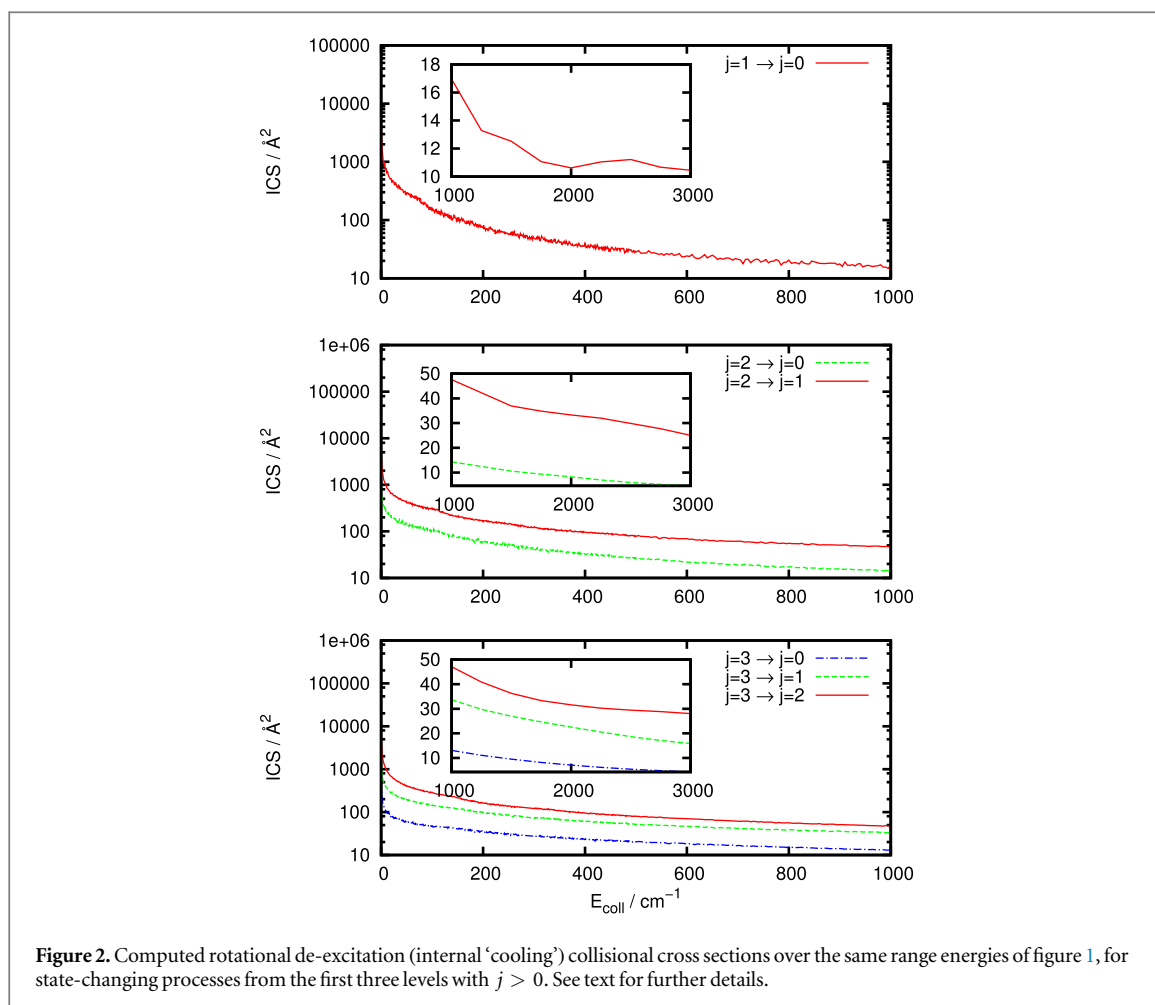 100000
10000
1000
100
10
ICS / Å²
j=1 → j=0
18
16
14
12
10
1000 2000 3000
0 200 400 600 800 1000
1e+06
100000
10000
1000
100
10
ICS / Å²
j=2 → j=0
j=2 → j=1
50
40
30
20
10
1000 2000 3000
0 200 400 600 800 1000
1e+06
100000
10000
1000
100
10
ICS / Å²
j=3 → j=0
j=3 → j=1
j=3 → j=2
50
40
30
20
10
1000 2000 3000
0 200 400 600 800 1000
E_coll / cm⁻¹
Figure 2. Computed rotational de-excitation (internal ‘cooling’) collisional cross sections over the same range energies of figure 1, for
state-changing processes from the first three levels with j > 0. See text for further details.